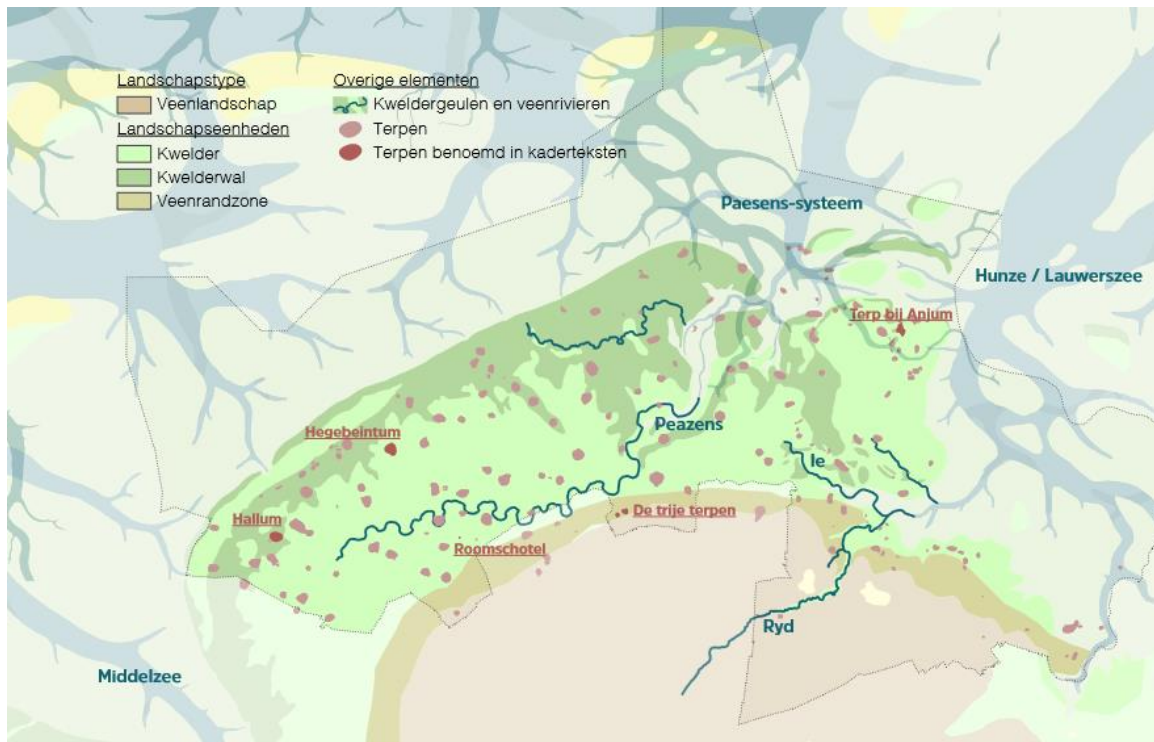 Landschapstype
Veenlandschap
Landschapseenheden
Kwelder
Kwelderwal
Veenrandzone
Overige elementen
Kweldergeulen en veenrivieren
Terpen
Terpen benoemd in kaderteksten
Paesens-systeem
Hunze / Lauwerszee
Terp bij Anjum
Peazens
Hegebeintum
Ie
Hallum
De trije terpen
Roomschotel
Ryd
Middelzee